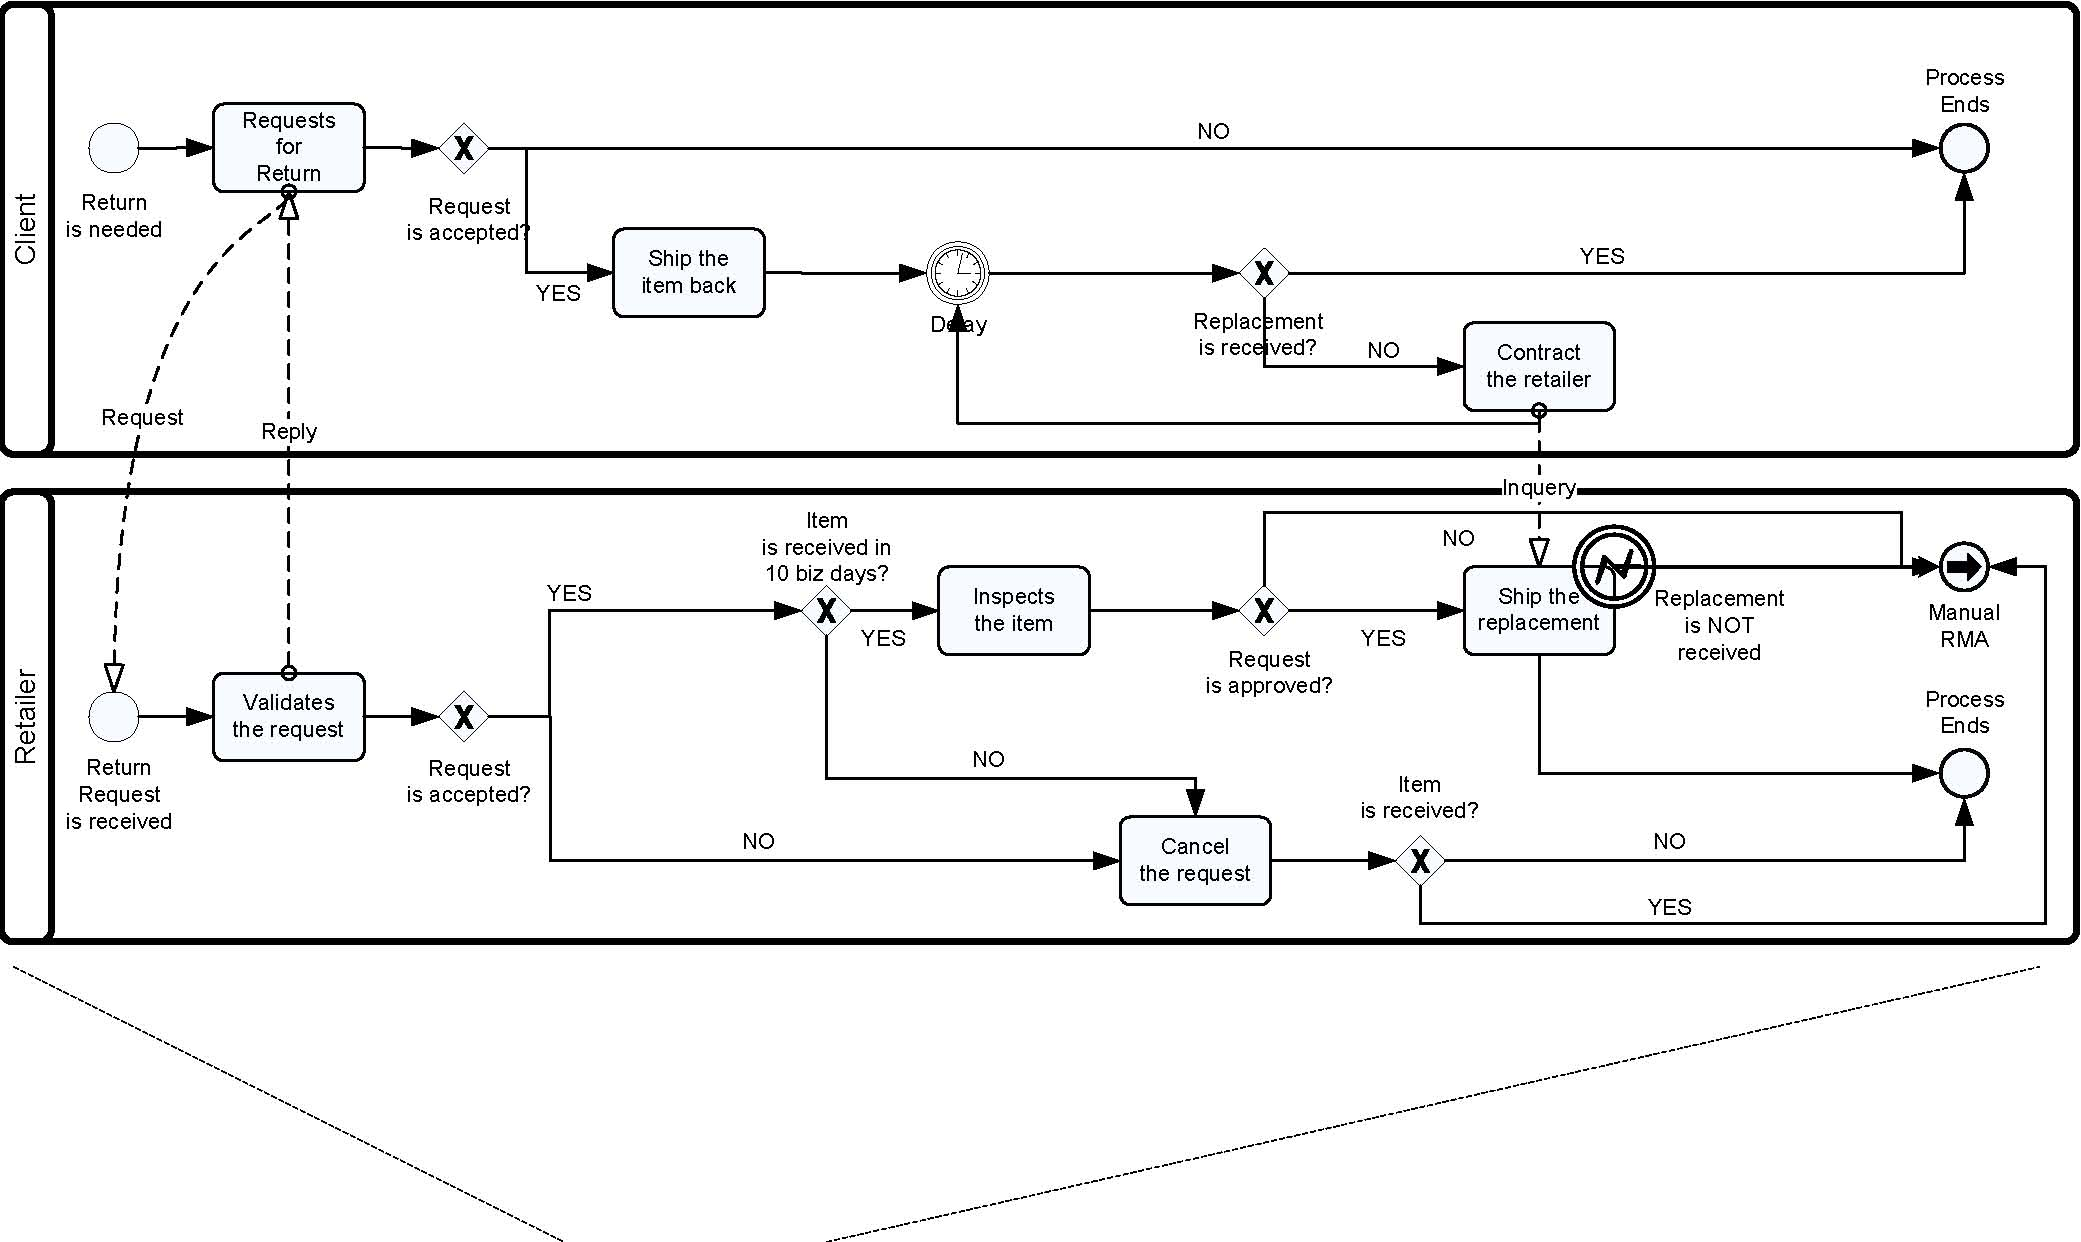 Client
Return
is needed
Requests
for
Return
Request
is accepted?
NO
Process
Ends
YES
Ship the
item back
Delay
Replacement
is received?
YES
NO
Contract
the retailer
Request
Reply
Inquery
Retailer
Return
Request
is received
Validates
the request
Request
is accepted?
YES
NO
Item
is received in
10 biz days?
YES
NO
Inspects
the item
Request
is approved?
NO
YES
Ship the
replacement
Replacement
is NOT
received
Manual
RMA
Process
Ends
Cancel
the request
Item
is received?
NO
YES